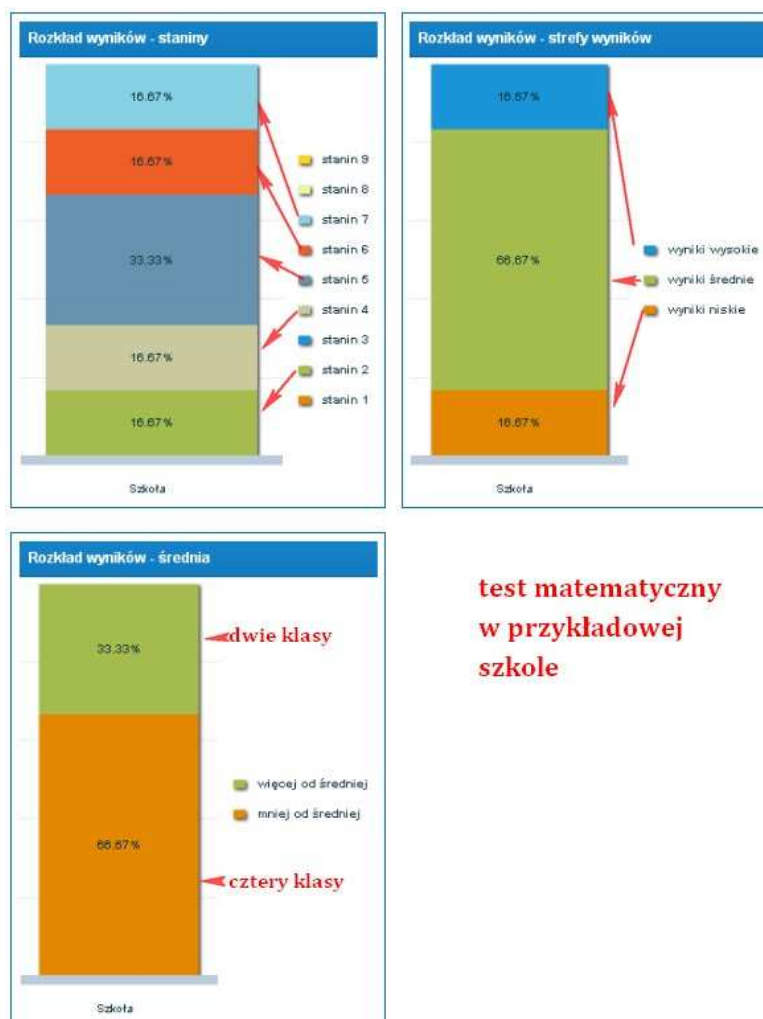 Rozkład wyników - staniny
16.67%
16.67%
33.33%
16.67%
16.67%
stanin 9
stanin 8
stanin 7
stanin 6
stanin 5
stanin 4
stanin 3
stanin 2
stanin 1
Szkoła
Rozkład wyników - strefy wyników
16.67%
66.67%
16.67%
wyniki wysokie
wyniki średnie
wyniki niskie
Szkoła
Rozkład wyników - średnia
33.33%
66.67%
dwie klasy
więcej od średniej
mniej od średniej
cztery klasy
Szkoła
test matematyczny
w przykładowej
szkole